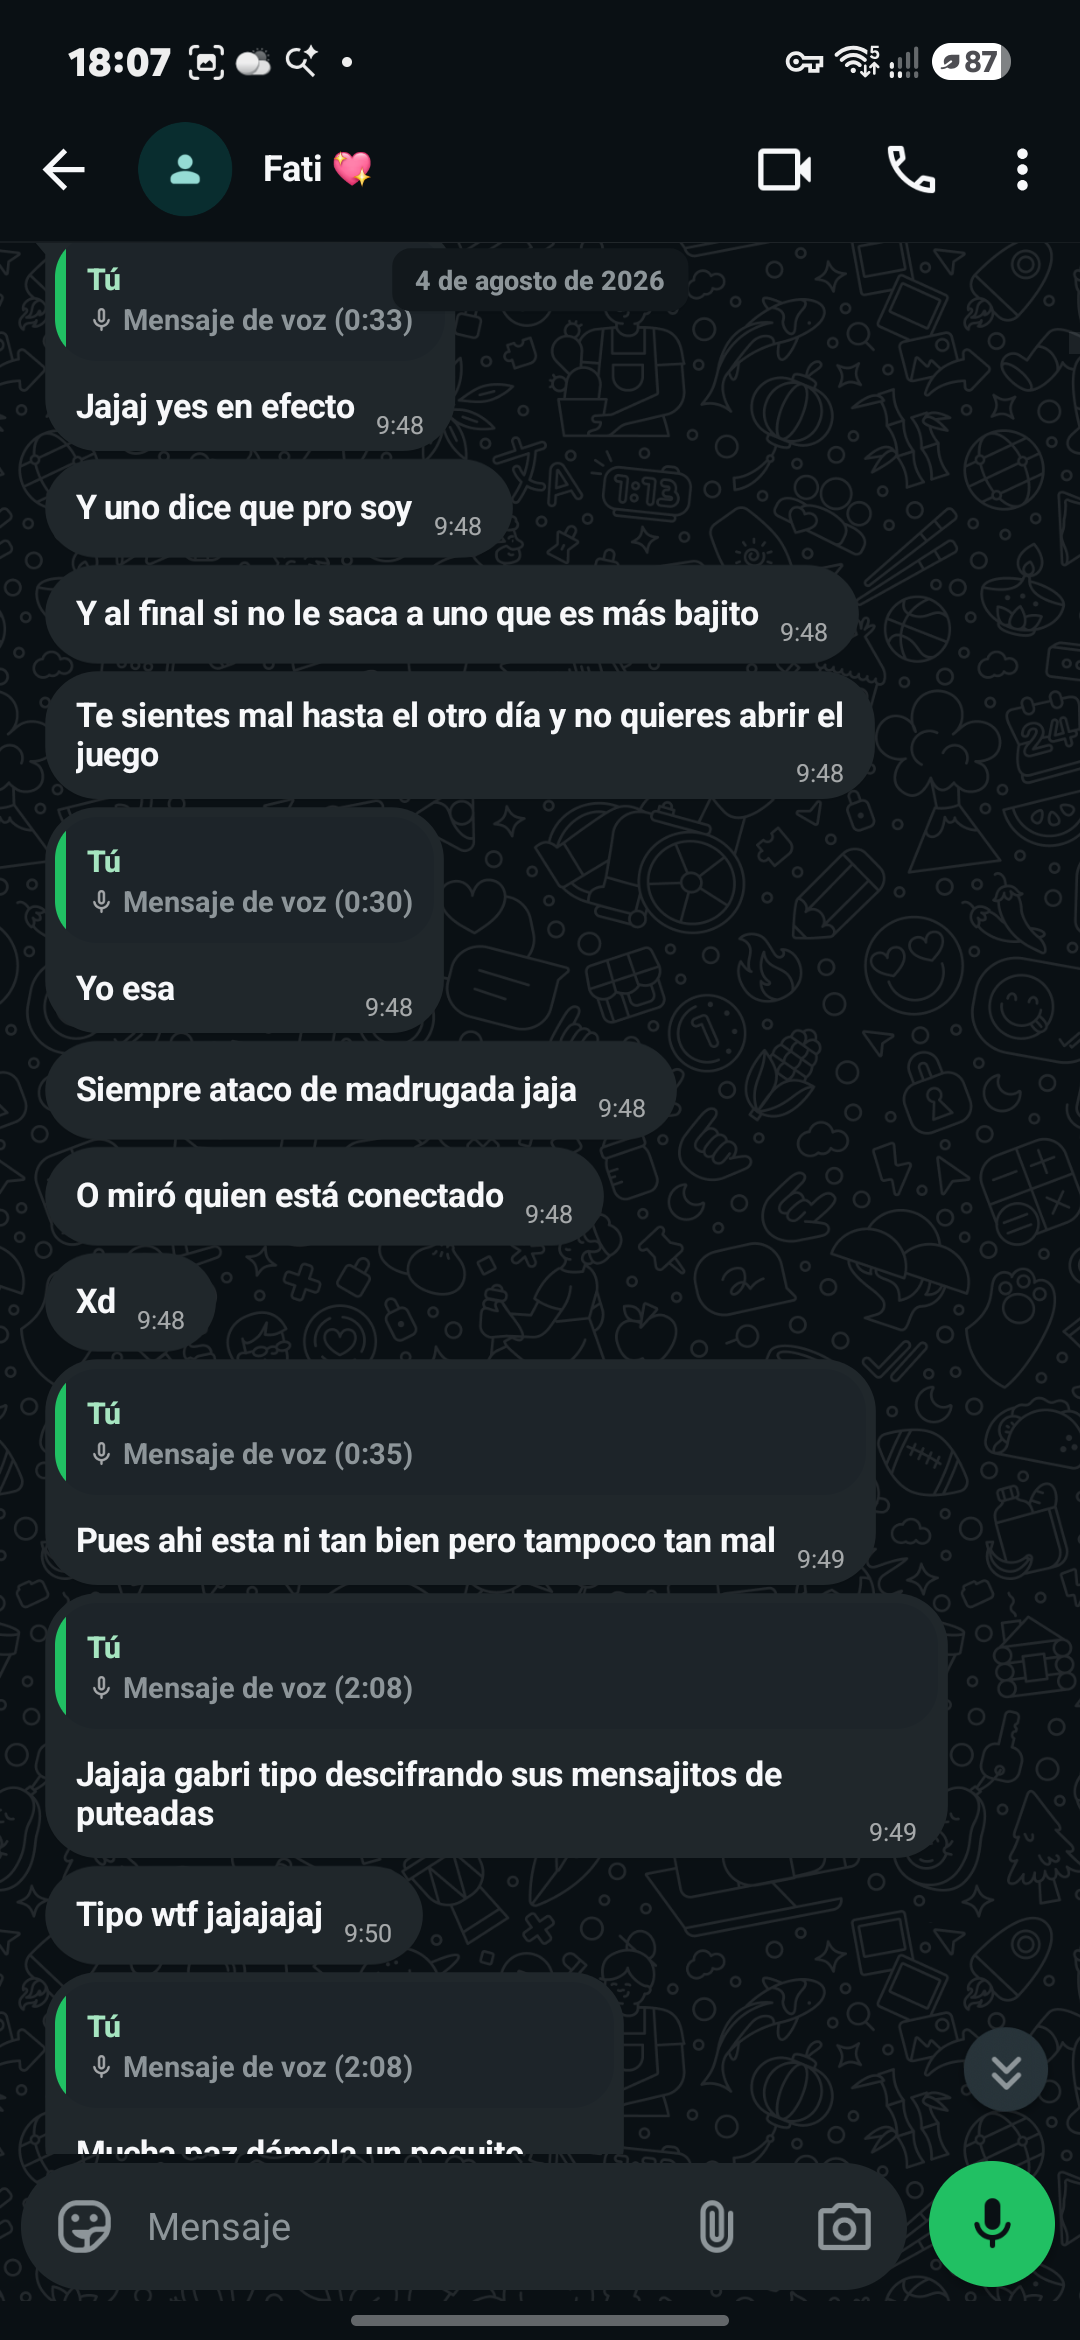 18:07
5
87
Fati 💖
4 de agosto de 2026
Tú
Mensaje de voz (0:33)
Jajaj yes en efecto
9:48
Y uno dice que pro soy
9:48
Y al final si no le saca a uno que es más bajito
9:48
Te sientes mal hasta el otro día y no quieres abrir el
juego
9:48
Tú
Mensaje de voz (0:30)
Yo esa
9:48
Siempre ataco de madrugada jaja
9:48
O miró quien está conectado
9:48
Xd
9:48
Tú
Mensaje de voz (0:35)
Pues ahi esta ni tan bien pero tampoco tan mal
9:49
Tú
Mensaje de voz (2:08)
Jajaja gabri tipo descifrando sus mensajitos de
puteadas
9:49
Tipo wtf jajajajaj
9:50
Tú
Mensaje de voz (2:08)
Mucha paz dámela un poquito
Mensaje